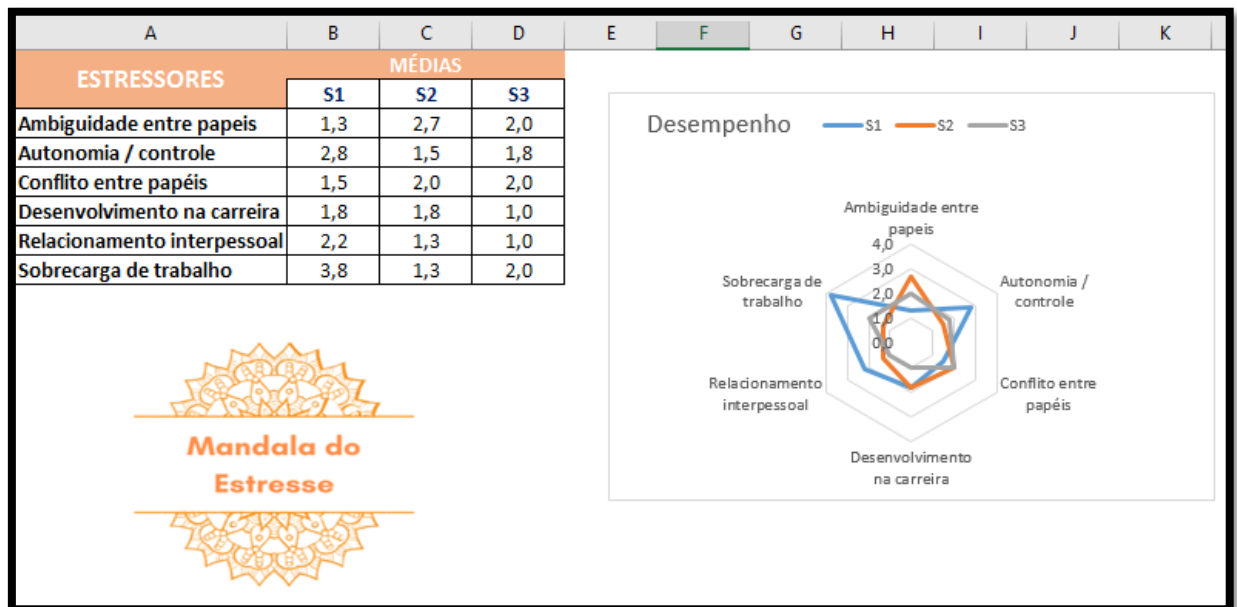 A B C D E F G H I J K
ESTRESSORES MÉDIAS
S1 S2 S3
Ambiguidade entre papeis 1,3 2,7 2,0
Autonomia / controle 2,8 1,5 1,8
Conflito entre papéis 1,5 2,0 2,0
Desenvolvimento na carreira 1,8 1,8 1,0
Relacionamento interpessoal 2,2 1,3 1,0
Sobrecarga de trabalho 3,8 1,3 2,0
Mandala do
Estresse
Desempenho S1 S2 S3
Ambiguidade entre
papeis
4,0
3,0
2,0
1,0
0,0
Autonomia /
controle
Conflito entre
papéis
Desenvolvimento
na carreira
Relacionamento
interpessoal
Sobrecarga de
trabalho